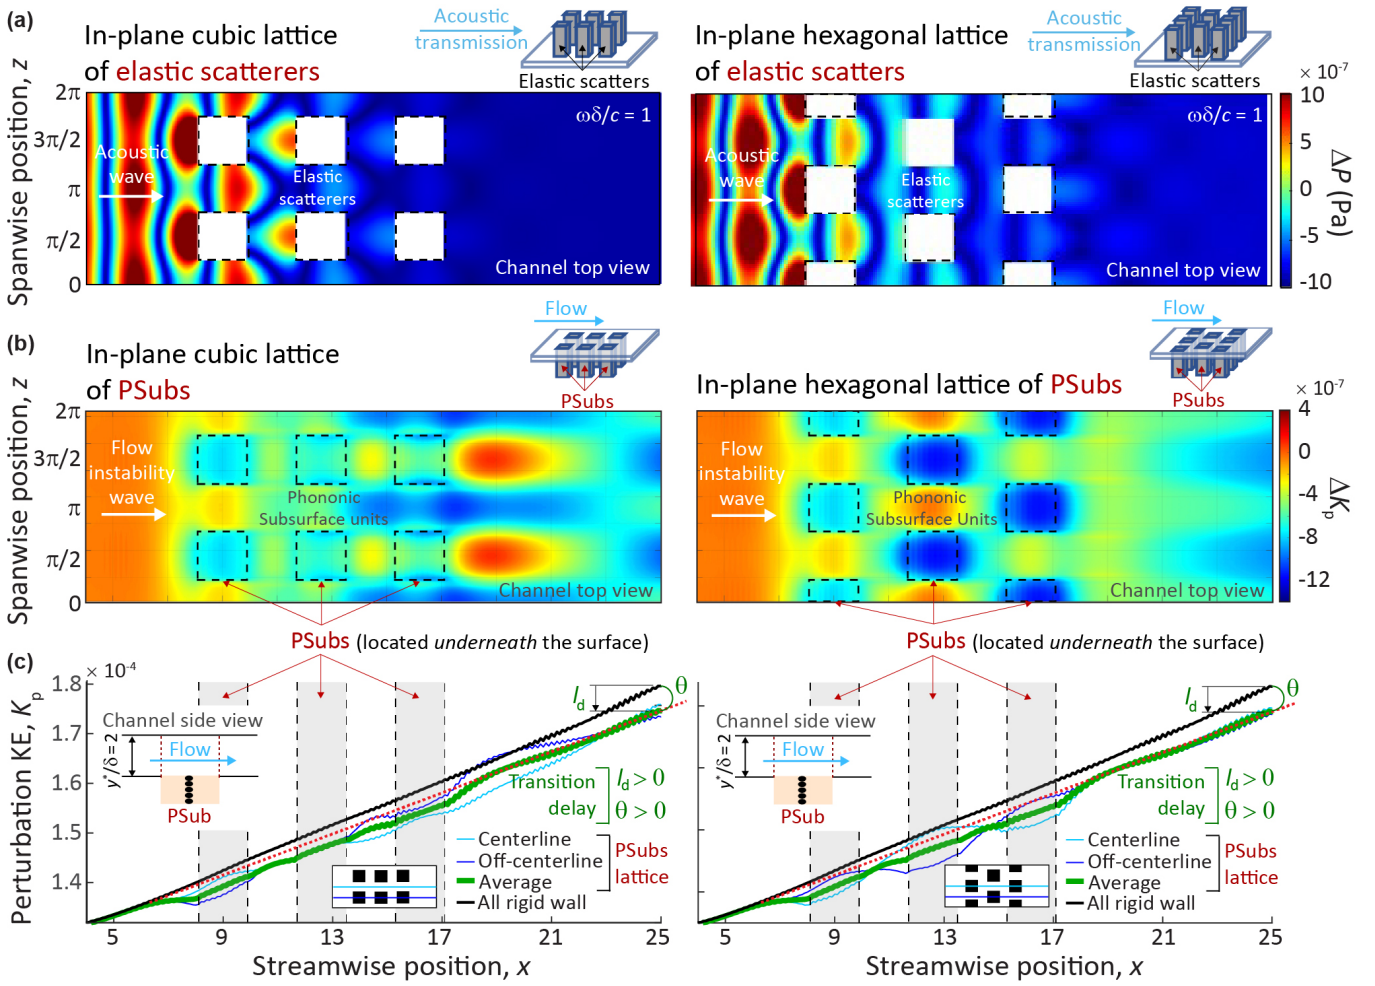 (a)
In-plane cubic lattice
of elastic scatterers
Acoustic
transmission
Elastic scatters
In-plane hexagonal lattice
of elastic scatters
Acoustic
transmission
Elastic scatters
Spanwise position, z
2π
3π/2
π
π/2
0
Acoustic
wave
Elastic
scatterers
ωδ/c = 1
Channel top view
Acoustic
wave
Elastic
scatterers
ωδ/c = 1
Channel top view
× 10⁻⁷
10
5
0
-5
-10
ΔP (Pa)
(b)
In-plane cubic lattice
of PSubs
Flow
PSubs
In-plane hexagonal lattice of PSubs
Flow
PSubs
Spanwise position, z
2π
3π/2
π
π/2
0
Flow
instability
wave
Phononic
Subsurface units
Channel top view
Flow
instability
wave
Phononic
Subsurface Units
Channel top view
× 10⁻⁷
4
0
-4
-8
-12
ΔKₚ
PSubs (located underneath the surface)
PSubs (located underneath the surface)
(c)
× 10⁻⁴
Perturbation KE, Kₚ
1.8
1.7
1.6
1.5
1.4
Channel side view
y*/δ= 2
Flow
PSub
l_d
θ
Transition
delay
l_d > 0
θ > 0
Centerline
Off-centerline
Average
All rigid wall
PSubs
lattice
5
9
13
17
21
25
Streamwise position, x
Channel side view
y*/δ= 2
Flow
PSub
l_d
θ
Transition
delay
l_d > 0
θ > 0
Centerline
Off-centerline
Average
All rigid wall
PSubs
lattice
5
9
13
17
21
25
Streamwise position, x